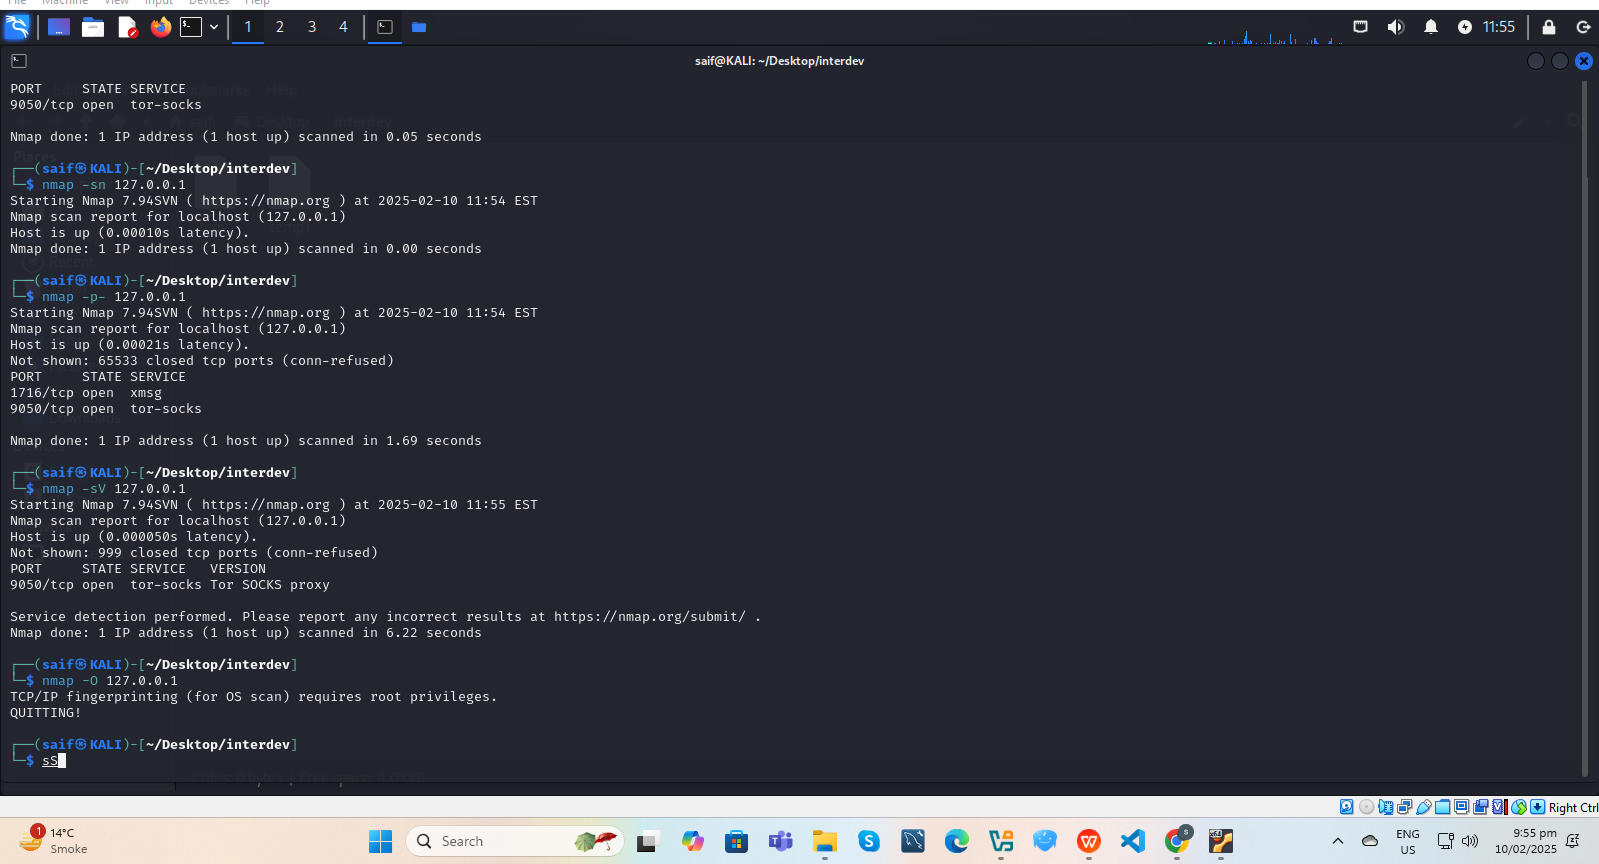 File Machine View Input Devices Help
1 2 3 4
11:55
saif@KALI: ~/Desktop/interdev
PORT     STATE SERVICE
9050/tcp open  tor-socks
Nmap done: 1 IP address (1 host up) scanned in 0.05 seconds
┌──(saif㉿KALI)-[~/Desktop/interdev]
└─$ nmap -sn 127.0.0.1
Starting Nmap 7.94SVN ( https://nmap.org ) at 2025-02-10 11:54 EST
Nmap scan report for localhost (127.0.0.1)
Host is up (0.00010s latency).
Nmap done: 1 IP address (1 host up) scanned in 0.00 seconds
┌──(saif㉿KALI)-[~/Desktop/interdev]
└─$ nmap -p- 127.0.0.1
Starting Nmap 7.94SVN ( https://nmap.org ) at 2025-02-10 11:54 EST
Nmap scan report for localhost (127.0.0.1)
Host is up (0.00021s latency).
Not shown: 65533 closed tcp ports (conn-refused)
PORT     STATE SERVICE
1716/tcp open  xmsg
9050/tcp open  tor-socks
Nmap done: 1 IP address (1 host up) scanned in 1.69 seconds
┌──(saif㉿KALI)-[~/Desktop/interdev]
└─$ nmap -sV 127.0.0.1
Starting Nmap 7.94SVN ( https://nmap.org ) at 2025-02-10 11:55 EST
Nmap scan report for localhost (127.0.0.1)
Host is up (0.000050s latency).
Not shown: 999 closed tcp ports (conn-refused)
PORT     STATE SERVICE   VERSION
9050/tcp open  tor-socks Tor SOCKS proxy
Service detection performed. Please report any incorrect results at https://nmap.org/submit/ .
Nmap done: 1 IP address (1 host up) scanned in 6.22 seconds
┌──(saif㉿KALI)-[~/Desktop/interdev]
└─$ nmap -O 127.0.0.1
TCP/IP fingerprinting (for OS scan) requires root privileges.
QUITTING!
┌──(saif㉿KALI)-[~/Desktop/interdev]
└─$ sS
Right Ctrl
1
14°C
Smoke
Search
ENG
US
9:55 pm
10/02/2025